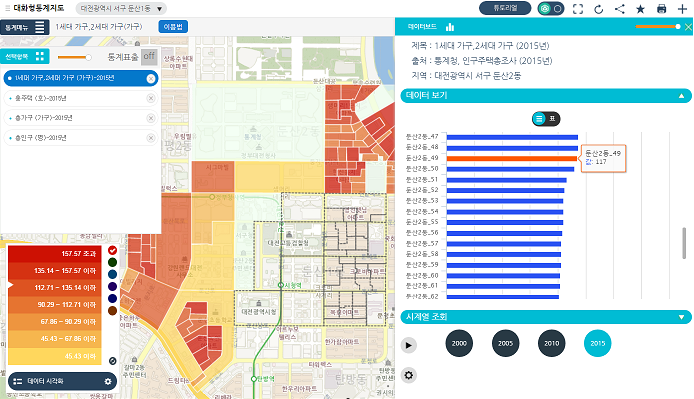 대화형통계지도
대전광역시 서구 둔산1동
튜토리얼
통계메뉴
1세대 가구,2세대 가구(가구)
이용법
데이터보드
선택항목
통계표출
off
1세대 가구,2세대 가구 (가구)-2015년
총주택 (호)-2015년
총가구 (가구)-2015년
총인구 (명)-2015년
제목 : 1세대 가구,2세대 가구 (2015년)
출처 : 통계청, 인구주택총조사 (2015년)
지역 : 대전광역시 서구 둔산2동
데이터 보기
표
둔산2동_47
둔산2동_48
둔산2동_49
둔산2동_50
둔산2동_51
둔산2동_52
둔산2동_53
둔산2동_54
둔산2동_55
둔산2동_56
둔산2동_57
둔산2동_58
둔산2동_59
둔산2동_60
둔산2동_61
둔산2동_62
둔산2동_49
값: 117
157.57 초과
135.14 ~ 157.57 이하
112.71 ~ 135.14 이하
90.29 ~ 112.71 이하
67.86 ~ 90.29 이하
45.43 ~ 67.86 이하
45.43 이하
데이터 시각화
대전고등검찰청
시청역
대전광역시청
탄방역
탄방동
한가람아파트
한우리아파트
시계열 조회
2000
2005
2010
2015